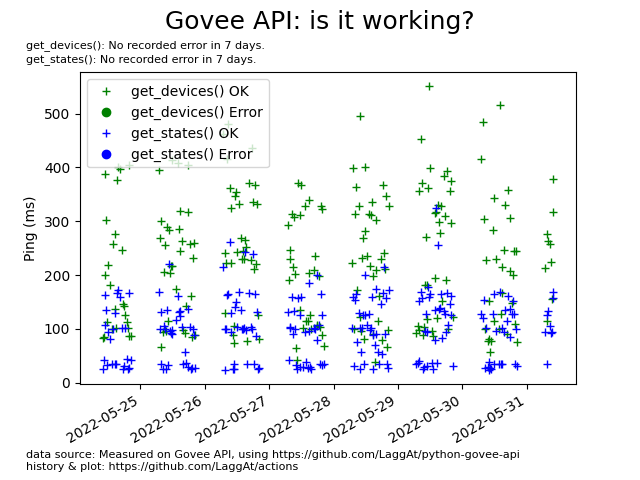 Govee API: is it working?
get_devices(): No recorded error in 7 days.
get_states(): No recorded error in 7 days.
get_devices() OK
get_devices() Error
get_states() OK
get_states() Error
Ping (ms)
500
400
300
200
100
0
2022-05-25
2022-05-26
2022-05-27
2022-05-28
2022-05-29
2022-05-30
2022-05-31
data source: Measured on Govee API, using https://github.com/LaggAt/python-govee-api
history & plot: https://github.com/LaggAt/actions